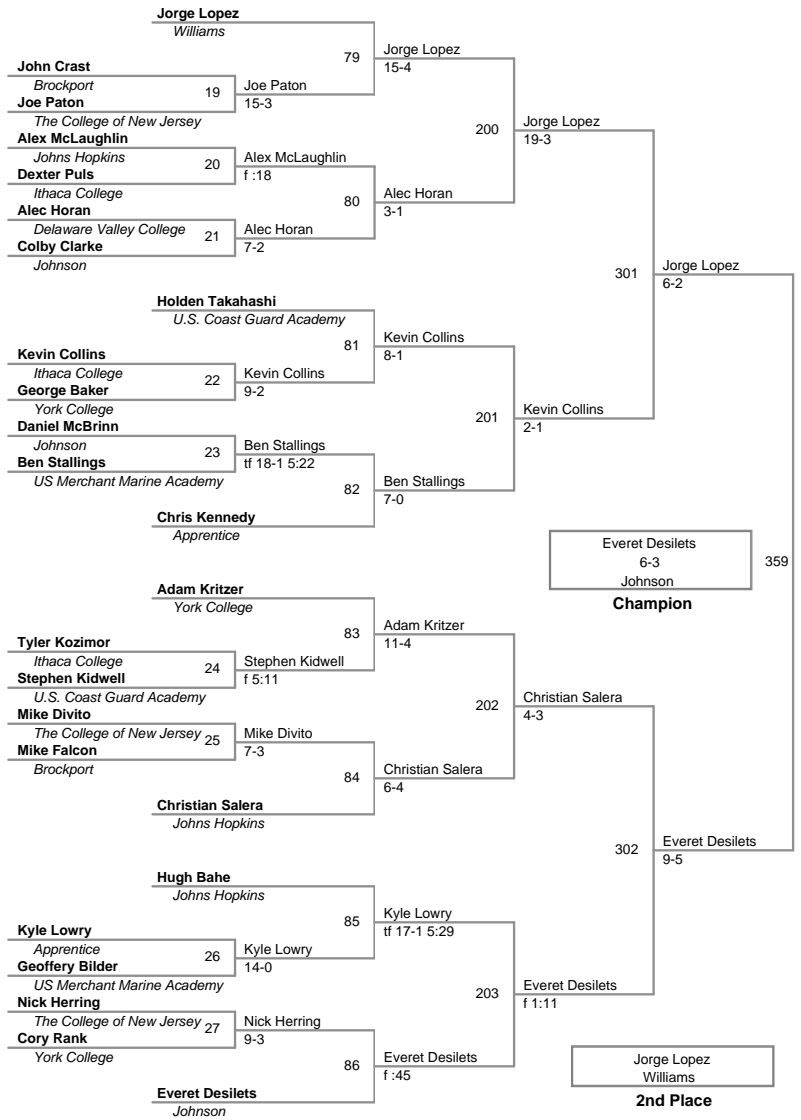 Jorge Lopez
Williams
79
Jorge Lopez
15-4
John Crast
Brockport
19
Joe Paton
15-3
Joe Paton
The College of New Jersey
200
Jorge Lopez
19-3
Alex McLaughlin
Johns Hopkins
20
Alex McLaughlin
f :18
Dexter Puls
Ithaca College
80
Alec Horan
3-1
Alec Horan
Delaware Valley College
21
Alec Horan
7-2
Colby Clarke
Johnson
301
Jorge Lopez
6-2
Holden Takahashi
U.S. Coast Guard Academy
81
Kevin Collins
8-1
Kevin Collins
Ithaca College
22
Kevin Collins
9-2
George Baker
York College
201
Kevin Collins
2-1
Daniel McBrinn
Johnson
23
Ben Stallings
tf 18-1 5:22
Ben Stallings
US Merchant Marine Academy
82
Ben Stallings
7-0
Chris Kennedy
Apprentice
Everet Desilets
6-3
Johnson
Champion
359
Adam Kritzer
York College
83
Adam Kritzer
11-4
Tyler Kozimor
Ithaca College
24
Stephen Kidwell
f 5:11
Stephen Kidwell
U.S. Coast Guard Academy
202
Christian Salera
4-3
Mike Divito
The College of New Jersey
25
Mike Divito
7-3
Mike Falcon
Brockport
84
Christian Salera
6-4
Christian Salera
Johns Hopkins
302
Everet Desilets
9-5
Hugh Bahe
Johns Hopkins
85
Kyle Lowry
tf 17-1 5:29
Kyle Lowry
Apprentice
26
Kyle Lowry
14-0
Geoffery Bilder
US Merchant Marine Academy
203
Everet Desilets
f 1:11
Nick Herring
The College of New Jersey
27
Nick Herring
9-3
Cory Rank
York College
86
Everet Desilets
f :45
Everet Desilets
Johnson
Jorge Lopez
Williams
2nd Place